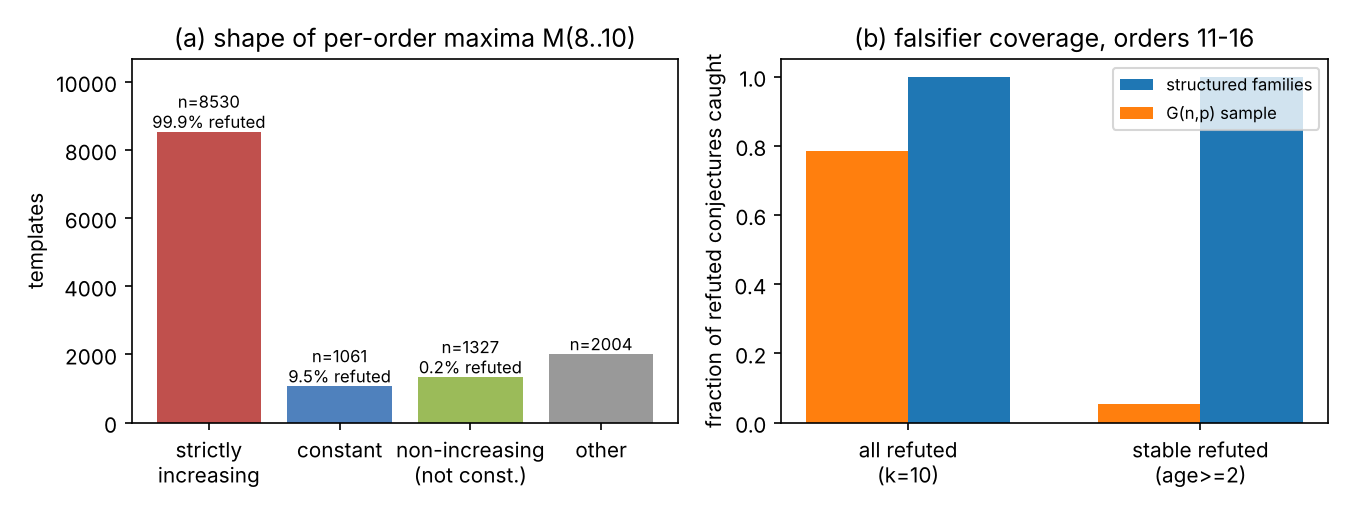 (a) shape of per-order maxima M(8..10)
templates
10000
8000
6000
4000
2000
0
n=8530
99.9% refuted
n=1061
9.5% refuted
n=1327
0.2% refuted
n=2004
strictly
increasing
constant
non-increasing
(not const.)
other
(b) falsifier coverage, orders 11-16
fraction of refuted conjectures caught
1.0
0.8
0.6
0.4
0.2
0.0
structured families
G(n,p) sample
all refuted
(k=10)
stable refuted
(age>=2)